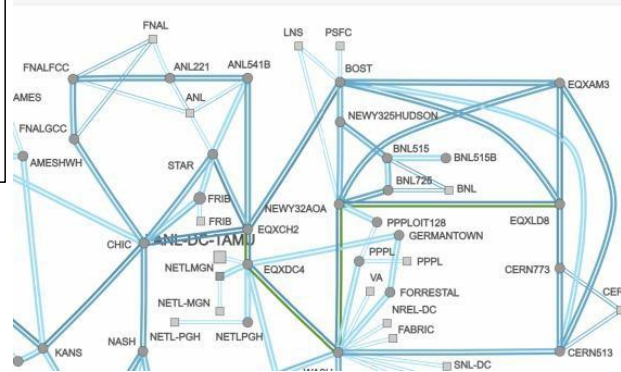 FNAL
LNS
PSFC
FNALFCC
ANL221
ANL541B
BOST
EQXAM3
AMES
ANL
NEWY325HUDSON
FNALGCC
STAR
BNL515
BNL515B
AMESHWH
BNL725
BNL
FRIB
NEWY32AOA
FRIB
EQXCH2
PPPLOIT128
EQXLD8
CHIC
ANL-DC-TAMU
GERMANTOWN
NETLMGN
EQXDC4
PPPL
PPPL
CERN773
VA
FORRESTAL
NETL-MGN
NREL-DC
NETL-PGH
NETLPGH
FABRIC
KANS
NASH
CERN513
SNL-DC